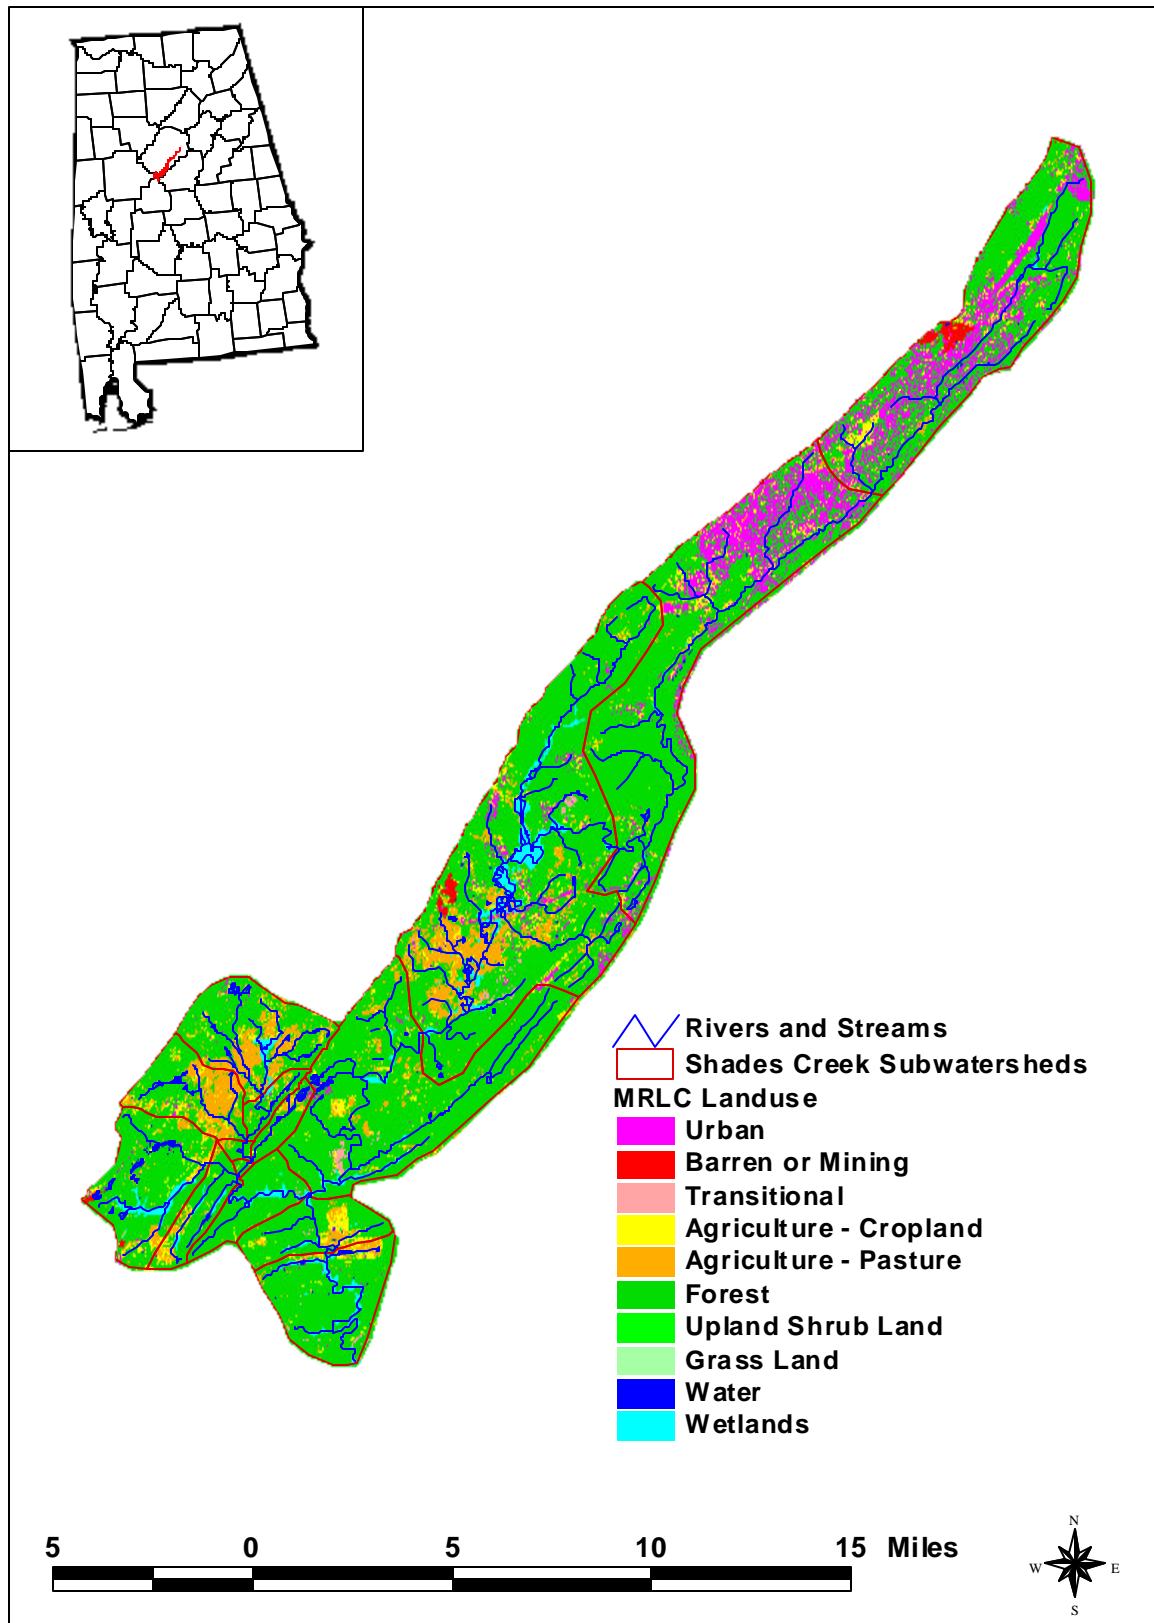 Rivers and Streams
Shades Creek Subwatersheds
MRLC Landuse
Urban
Barren or Mining
Transitional
Agriculture - Cropland
Agriculture - Pasture
Forest
Upland Shrub Land
Grass Land
Water
Wetlands
5 0 5 10 15 Miles
N
W E
S